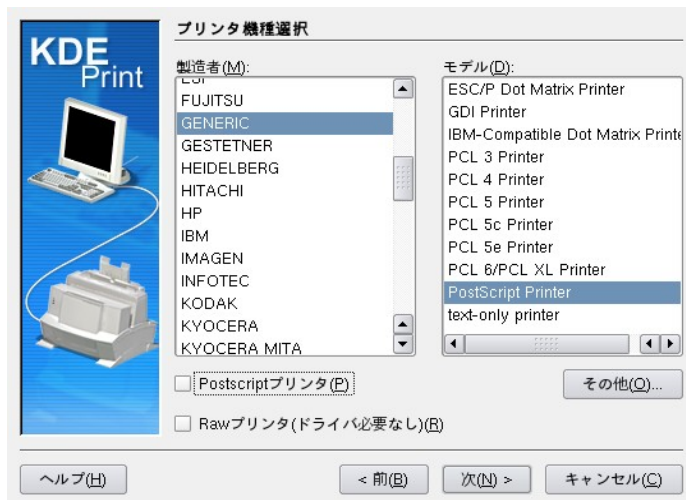 プリンタ機種選択
KDE
Print
製造者(M):
FUJITSU
GENERIC
GESTETNER
HEIDELBERG
HITACHI
HP
IBM
IMAGEN
INFOTEC
KODAK
KYOCERA
KYOCERA MITA
モデル(D):
ESC/P Dot Matrix Printer
GDI Printer
IBM-Compatible Dot Matrix Printe
PCL 3 Printer
PCL 4 Printer
PCL 5 Printer
PCL 5c Printer
PCL 5e Printer
PCL 6/PCL XL Printer
PostScript Printer
text-only printer
Postscriptプリンタ(P)
その他(O)...
Rawプリンタ(ドライバ必要なし)(R)
ヘルプ(H)
< 前(B)
次(N) >
キャンセル(C)